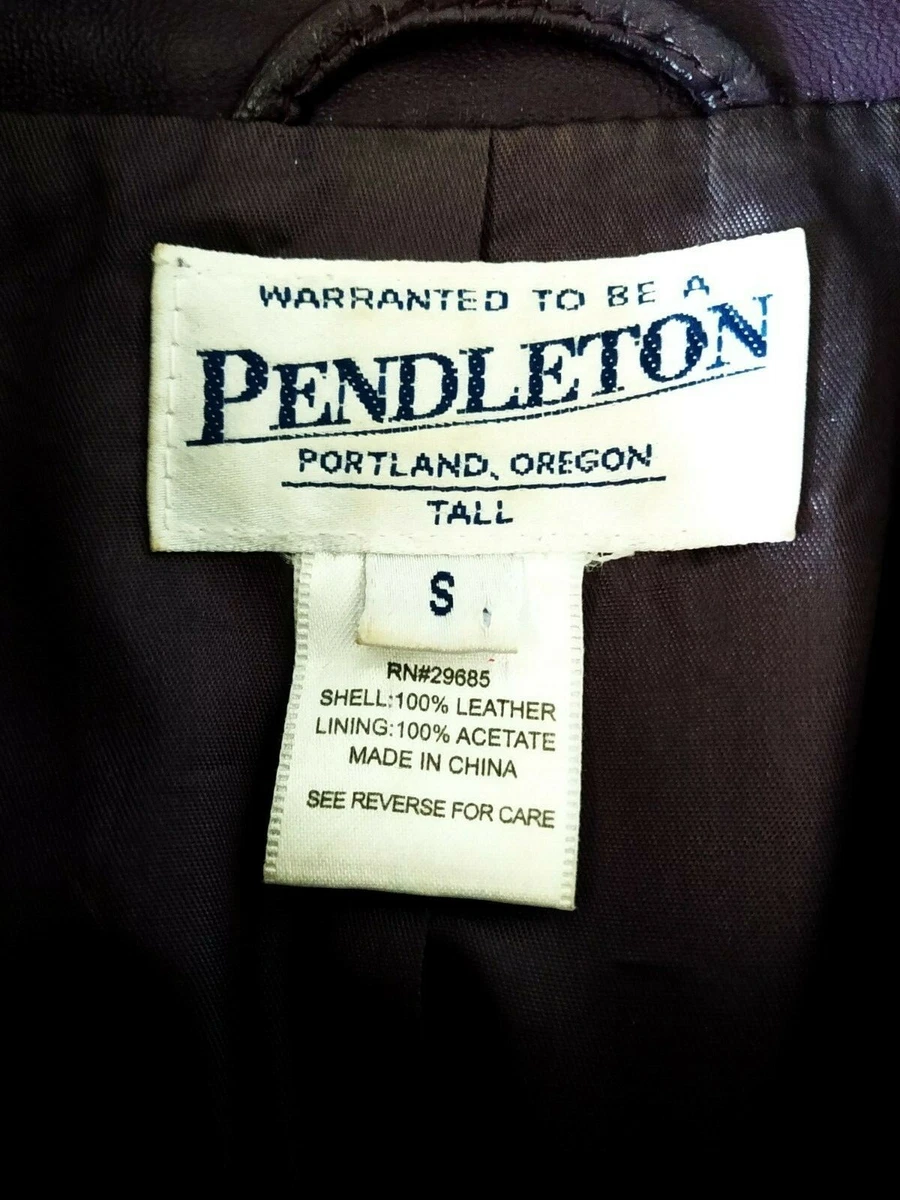 WARRANTED TO BE A
PENDLETON
PORTLAND, OREGON
TALL
S
RN#29685
SHELL:100% LEATHER
LINING:100% ACETATE
MADE IN CHINA
SEE REVERSE FOR CARE